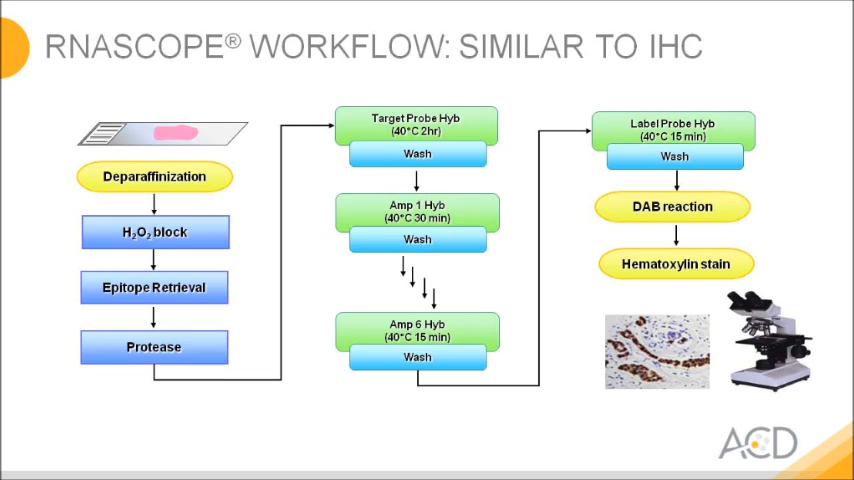 RNASCOPE® WORKFLOW: SIMILAR TO IHC
Deparaffinization
H₂O₂ block
Epitope Retrieval
Protease
Target Probe Hyb
(40°C 2hr)
Wash
Amp 1 Hyb
(40°C 30 min)
Wash
Amp 6 Hyb
(40°C 15 min)
Wash
Label Probe Hyb
(40°C 15 min)
Wash
DAB reaction
Hematoxylin stain
ACD